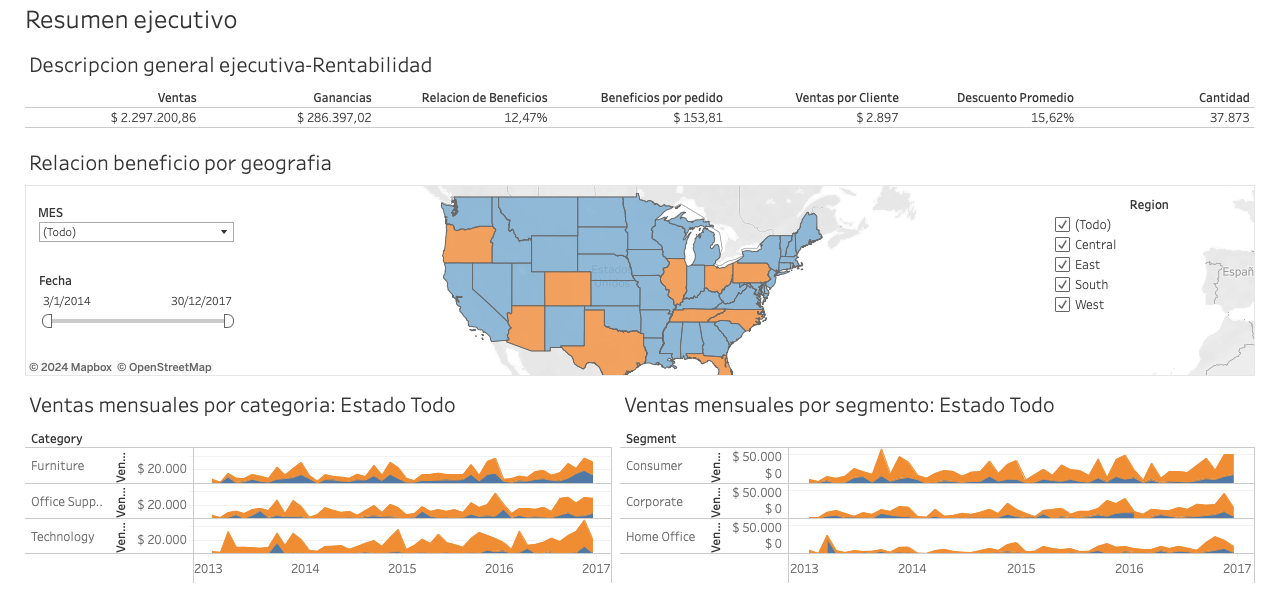 Resumen ejecutivo
Descripcion general ejecutiva-Rentabilidad
Ventas Ganancias Relacion de Beneficios Beneficios por pedido Ventas por Cliente Descuento Promedio Cantidad
$ 2.297.200,86 $ 286.397,02 12,47% $ 153,81 $ 2.897 15,62% 37.873
Relacion beneficio por geografia
MES
(Todo)
Fecha
3/1/2014 30/12/2017
© 2024 Mapbox © OpenStreetMap
Estados
Unidos
Españ
Region
(Todo)
Central
East
South
West
Ventas mensuales por categoria: Estado Todo
Category
Furniture Ven... $ 20.000
Office Supp.. Ven... $ 20.000
Technology Ven... $ 20.000
2013 2014 2015 2016 2017
Ventas mensuales por segmento: Estado Todo
Segment
Consumer Ven... $ 50.000
$ 0
Corporate Ven... $ 50.000
$ 0
Home Office Ven... $ 50.000
$ 0
2013 2014 2015 2016 2017